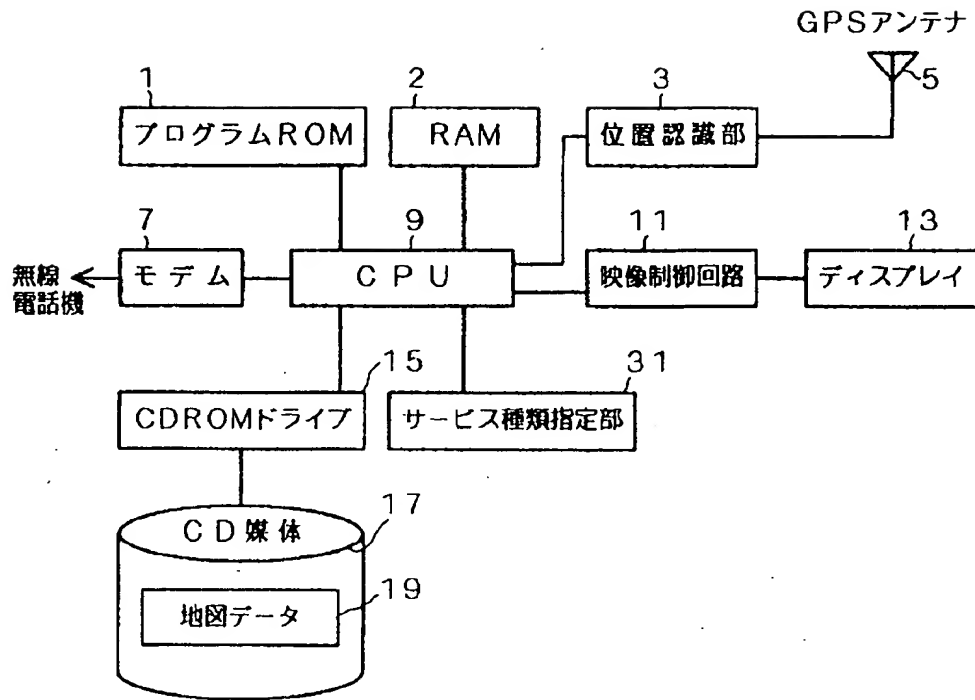 GPSアンテナ
1
2
3
5
プログラムROM
RAM
位置認識部
7
9
11
13
無線
電話機
モデム
CPU
映像制御回路
ディスプレイ
15
31
CDROMドライブ
サービス種類指定部
CD媒体
17
地図データ
19